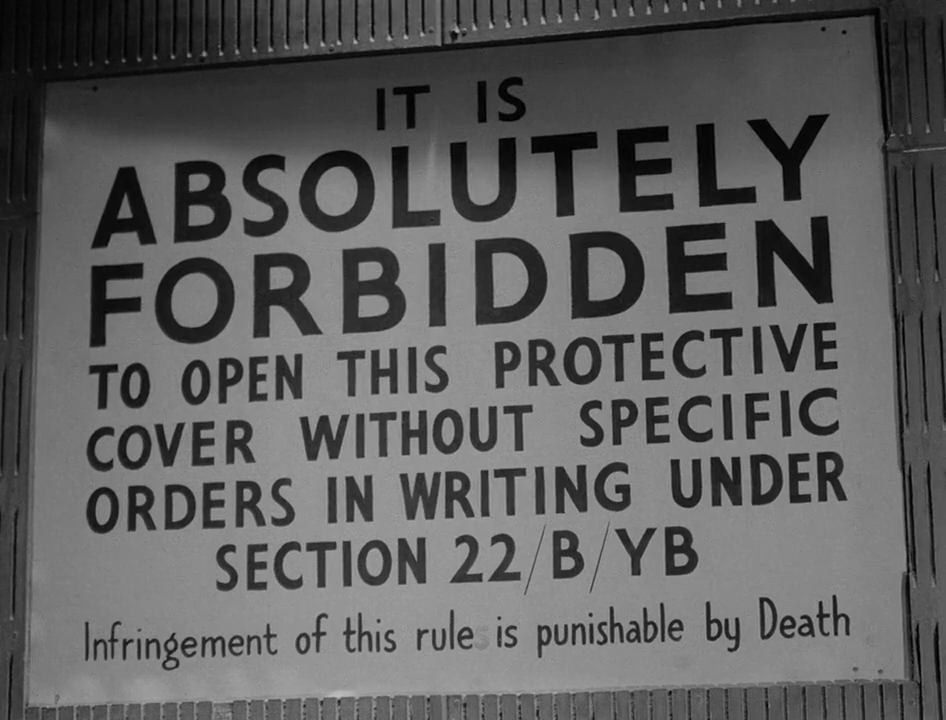 IT IS
ABSOLUTELY
FORBIDDEN
TO OPEN THIS PROTECTIVE
COVER WITHOUT SPECIFIC
ORDERS IN WRITING UNDER
SECTION 22/B/YB
Infringement of this rule is punishable by Death